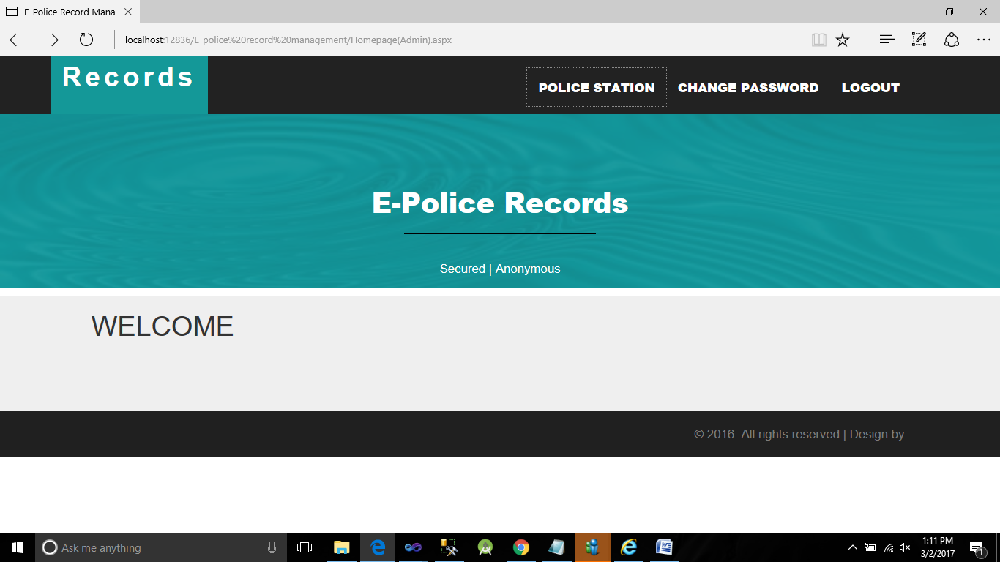 E-Police Record Mana
localhost:12836/E-police%20record%20management/Homepage(Admin).aspx
Records
POLICE STATION CHANGE PASSWORD LOGOUT
E-Police Records
Secured | Anonymous
WELCOME
© 2016. All rights reserved | Design by :
Ask me anything
1:11 PM
3/2/2017
1